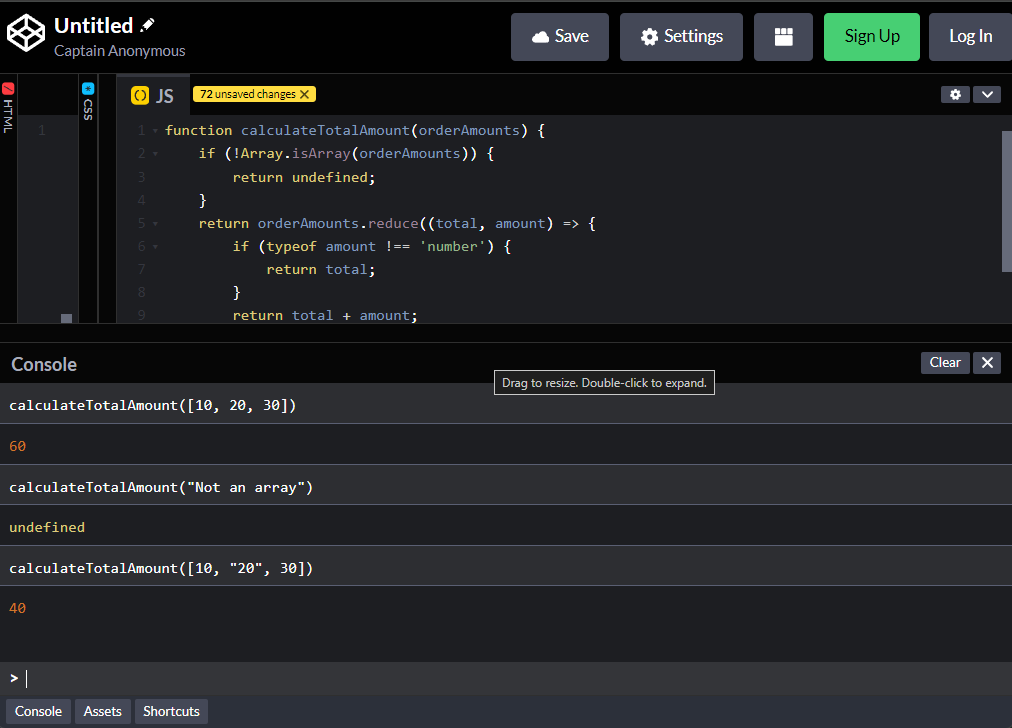 Untitled
Captain Anonymous
Save
Settings
Sign Up
Log In
HTML
1
CSS
JS
72 unsaved changes
1 function calculateTotalAmount(orderAmounts) {
2 if (!Array.isArray(orderAmounts)) {
3 return undefined;
4 }
5 return orderAmounts.reduce((total, amount) => {
6 if (typeof amount !== 'number') {
7 return total;
8 }
9 return total + amount;
Console
Clear
Drag to resize. Double-click to expand.
calculateTotalAmount([10, 20, 30])
60
calculateTotalAmount("Not an array")
undefined
calculateTotalAmount([10, "20", 30])
40
>
Console Assets Shortcuts